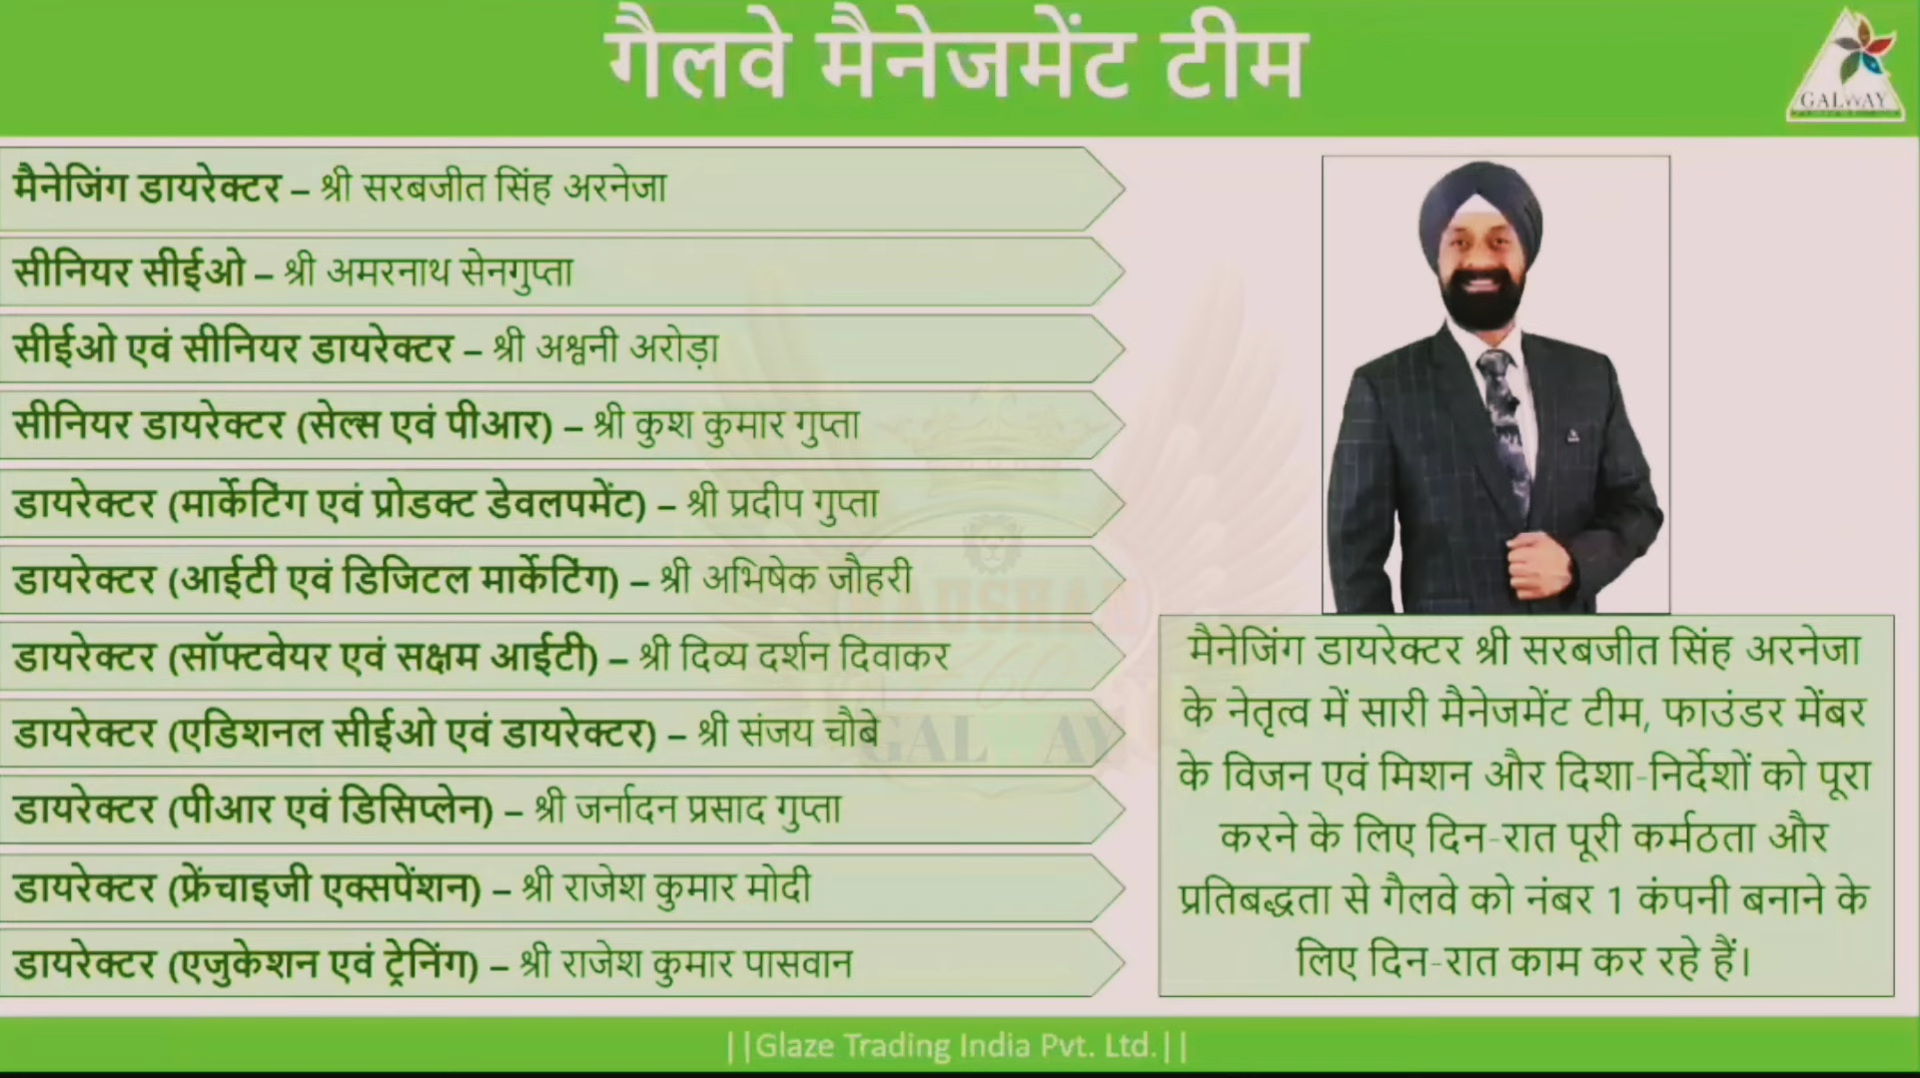 गैलवे मैनेजमेंट टीम
GALWAY
मैनेजिंग डायरेक्टर – श्री सरबजीत सिंह अरनेजा
सीनियर सीईओ – श्री अमरनाथ सेनगुप्ता
सीईओ एवं सीनियर डायरेक्टर – श्री अश्वनी अरोड़ा
सीनियर डायरेक्टर (सेल्स एवं पीआर) – श्री कुश कुमार गुप्ता
डायरेक्टर (मार्केटिंग एवं प्रोडक्ट डेवलपमेंट) – श्री प्रदीप गुप्ता
डायरेक्टर (आईटी एवं डिजिटल मार्केटिंग) – श्री अभिषेक जौहरी
डायरेक्टर (सॉफ्टवेयर एवं सक्षम आईटी) – श्री दिव्य दर्शन दिवाकर
डायरेक्टर (एडिशनल सीईओ एवं डायरेक्टर) – श्री संजय चौबे
डायरेक्टर (पीआर एवं डिसिप्लेन) – श्री जर्नादन प्रसाद गुप्ता
डायरेक्टर (फ्रेंचाइजी एक्सपेंशन) – श्री राजेश कुमार मोदी
डायरेक्टर (एजुकेशन एवं ट्रेनिंग) – श्री राजेश कुमार पासवान
मैनेजिंग डायरेक्टर श्री सरबजीत सिंह अरनेजा
के नेतृत्व में सारी मैनेजमेंट टीम, फाउंडर मेंबर
के विजन एवं मिशन और दिशा-निर्देशों को पूरा
करने के लिए दिन-रात पूरी कर्मठता और
प्रतिबद्धता से गैलवे को नंबर 1 कंपनी बनाने के
लिए दिन-रात काम कर रहे हैं।
||Glaze Trading India Pvt. Ltd.||